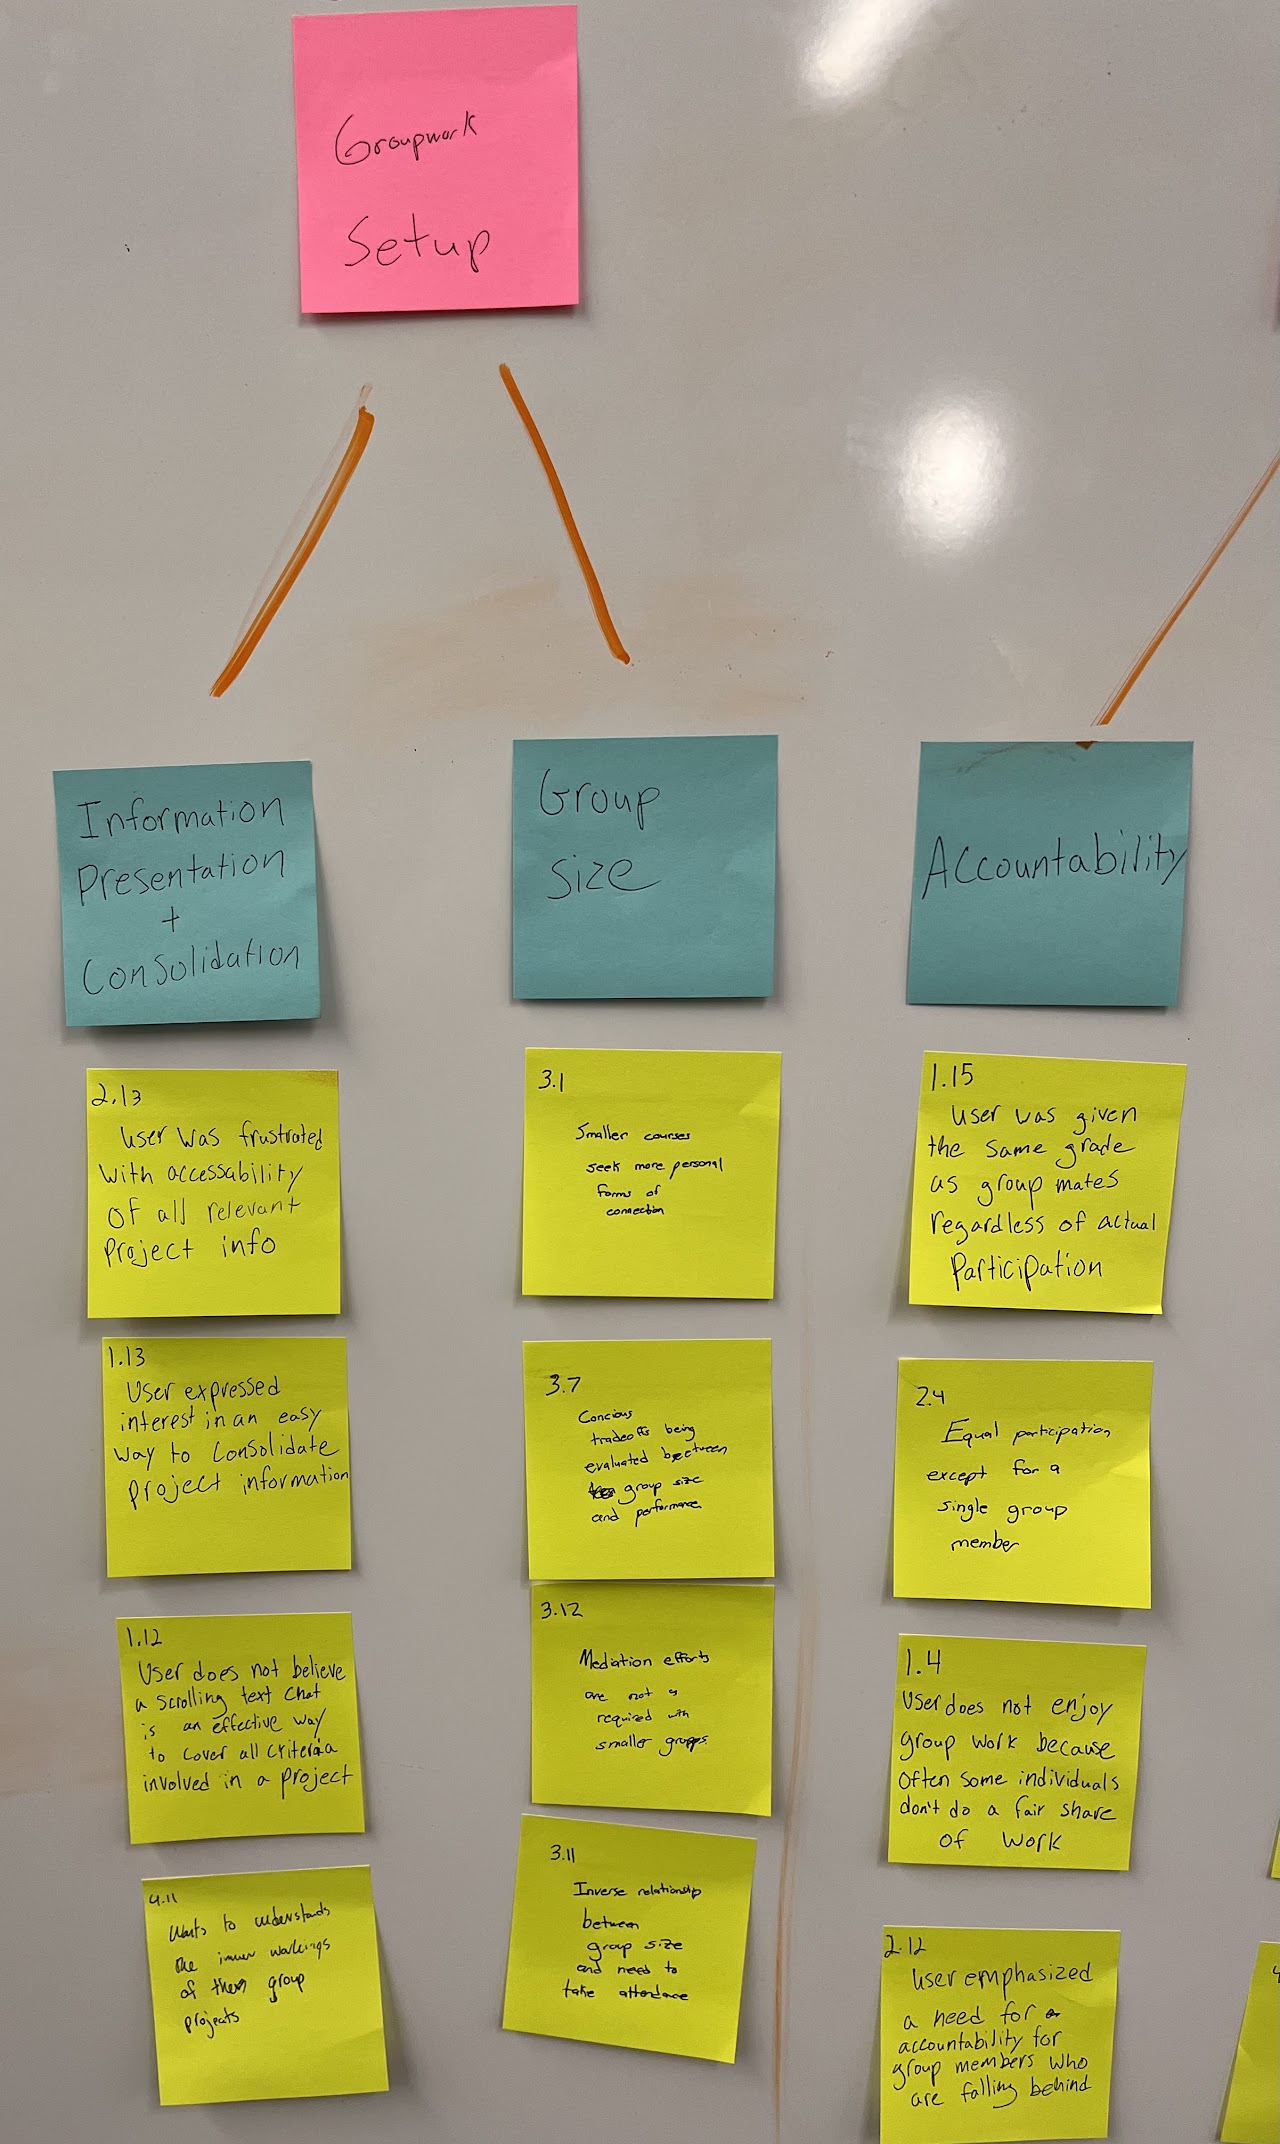 Groupwork
Setup
Information
Presentation
+
Consolidation
2.13
User was frustrated
with accessability
of all relevant
project info
1.13
User expressed
interest in an easy
way to consolidate
project information
1.12
User does not believe
a scrolling text chat
is an effective way
to cover all criteria
involved in a project
4.11
Wants to understands
the inner workings
of them group
projects
Group
size
3.1
Smaller courses
seek more personal
forms of
connection
3.7
Concious
tradeoffs being
evaluated between
group size
and performance
3.12
Mediation efforts
are not
required with
smaller groups.
3.11
Inverse relationship
between
group size
and need to
take attendace
Accountability
1.15
User was given
the same grade
as group mates
regardless of actual
participation
2.4
Equal participation
except for a
single group
member
1.4
User does not enjoy
group work because
often some individuals
don't do a fair share
of work
2.12
User emphasized
a need for
accountability for
group members who
are falling behind
4